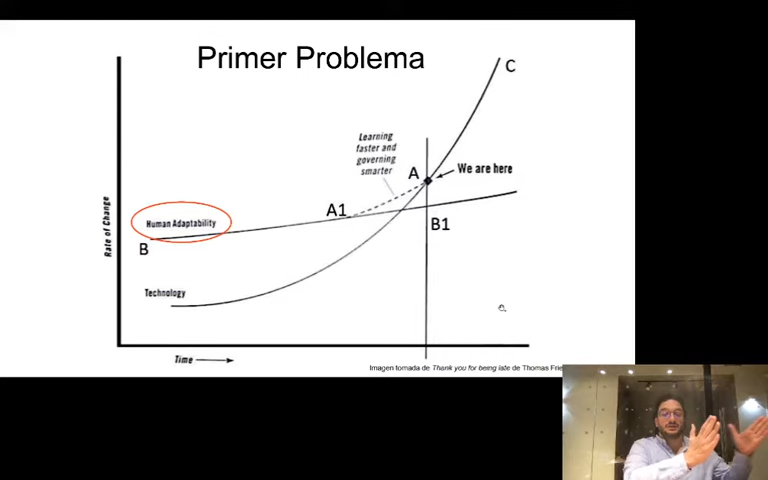 Primer Problema
C
Learning
faster and
governing
smarter
A
We are here
A1
Human Adaptability
B1
B
Rate of Change
Technology
Time
Imagen tomada de Thank you for being late de Thomas